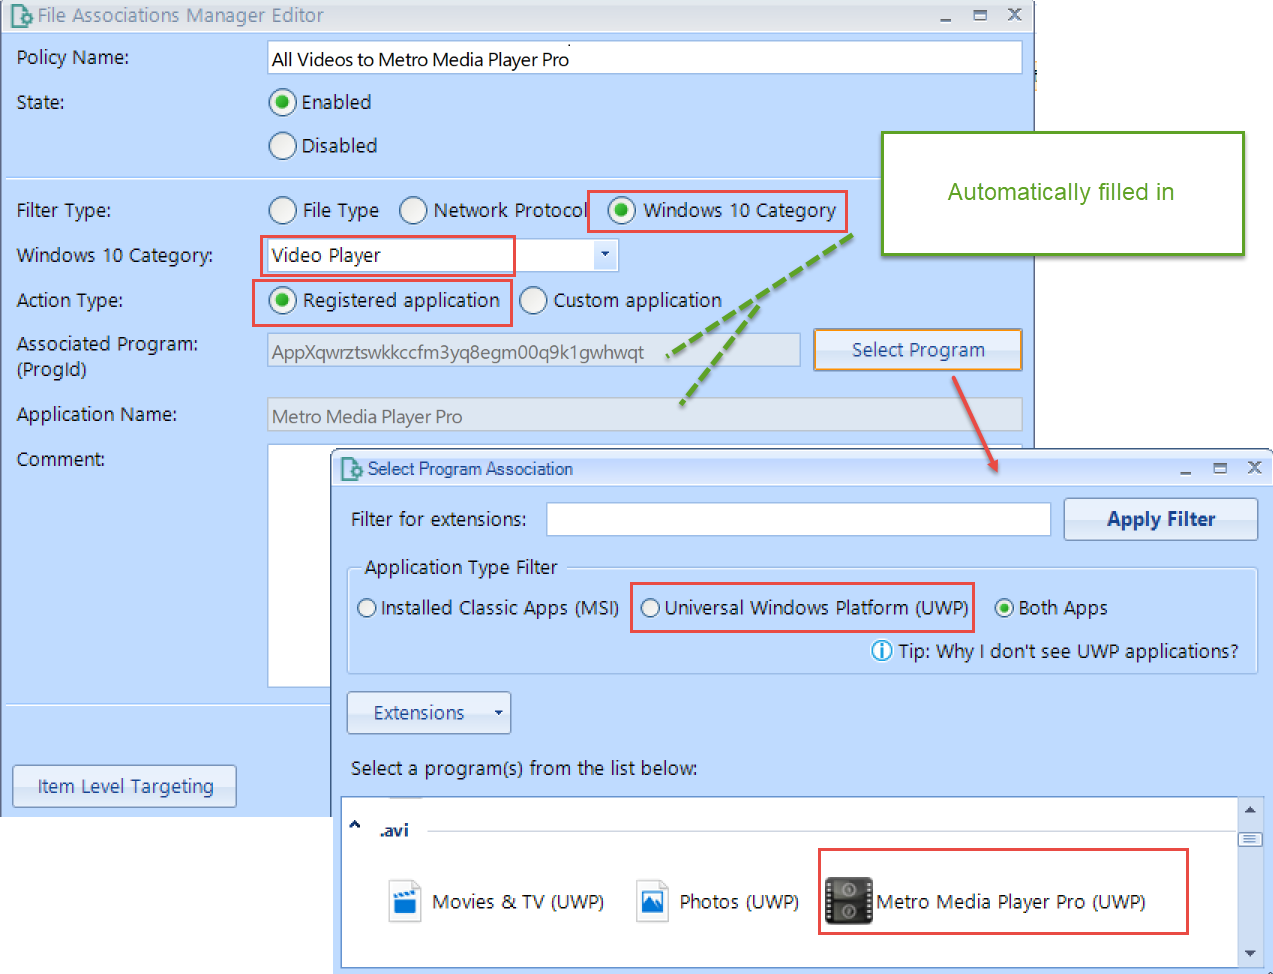 File Associations Manager Editor
Policy Name:
All Videos to Metro Media Player Pro
State:
Enabled
Disabled
Automatically filled in
Filter Type:
File Type
Network Protocol
Windows 10 Category
Windows 10 Category:
Video Player
Action Type:
Registered application
Custom application
Associated Program:
(ProgId)
AppXqwrztswkkccfm3yq8egm00q9k1gwhwqt
Select Program
Application Name:
Metro Media Player Pro
Comment:
Select Program Association
Filter for extensions:
Apply Filter
Application Type Filter
Installed Classic Apps (MSI)
Universal Windows Platform (UWP)
Both Apps
Tip: Why I don't see UWP applications?
Extensions
Select a program(s) from the list below:
Item Level Targeting
.avi
Movies & TV (UWP)
Photos (UWP)
Metro Media Player Pro (UWP)